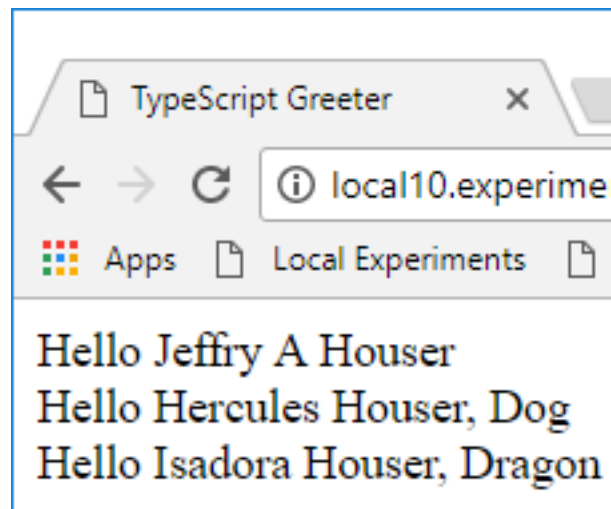 TypeScript Greeter
local10.experime
Apps Local Experiments
Hello Jeffry A Houser
Hello Hercules Houser, Dog
Hello Isadora Houser, Dragon